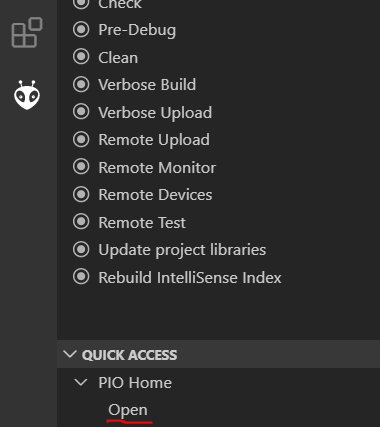 Check
Pre-Debug
Clean
Verbose Build
Verbose Upload
Remote Upload
Remote Monitor
Remote Devices
Remote Test
Update project libraries
Rebuild IntelliSense Index
QUICK ACCESS
PIO Home
Open